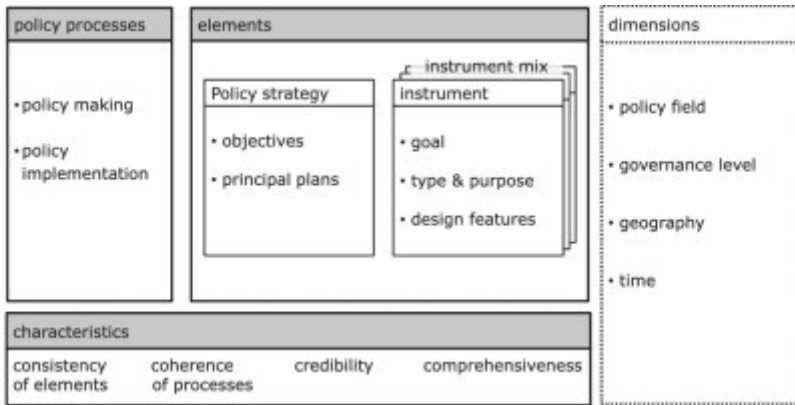 policy processes
• policy making
• policy
implementation
elements
Policy strategy
• objectives
• principal plans
instrument mix
instrument
• goal
• type & purpose
• design features
dimensions
• policy field
• governance level
• geography
• time
characteristics
consistency
of elements
coherence
of processes
credibility
comprehensiveness